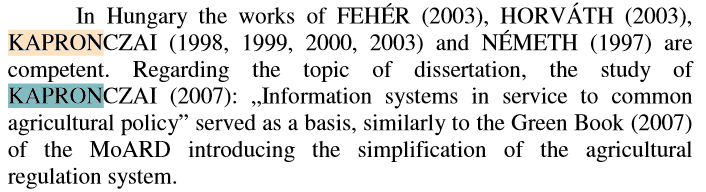 In Hungary the works of FEHÉR (2003), HORVÁTH (2003),
KAPRONCZAI (1998, 1999, 2000, 2003) and NÉMETH (1997) are
competent. Regarding the topic of dissertation, the study of
KAPRONCZAI (2007): „Information systems in service to common
agricultural policy” served as a basis, similarly to the Green Book (2007)
of the MoARD introducing the simplification of the agricultural
regulation system.